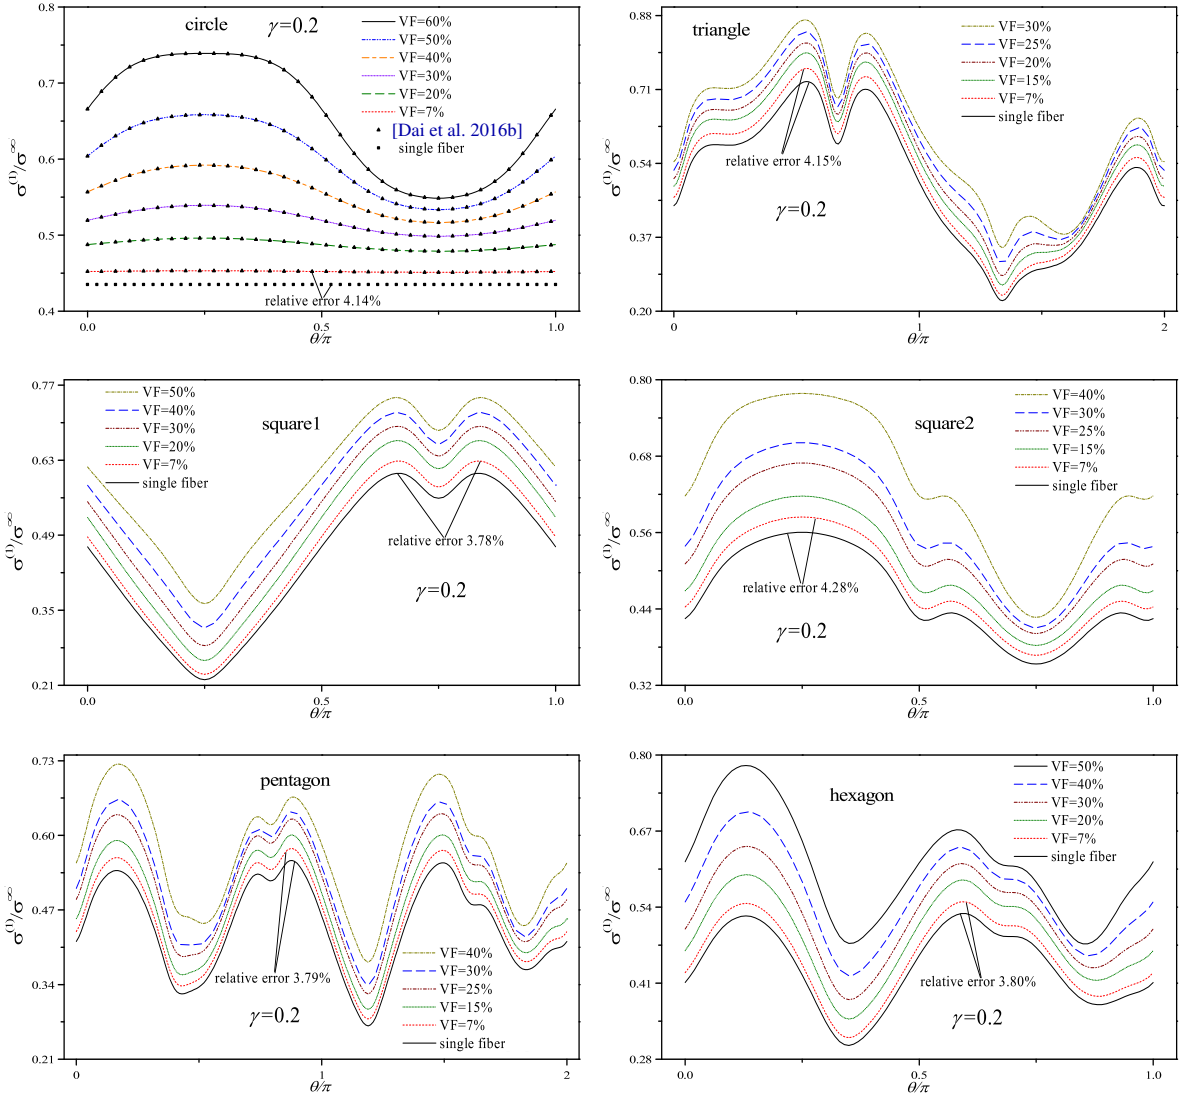 circle
γ=0.2
VF=60%
VF=50%
VF=40%
VF=30%
VF=20%
VF=7%
[Dai et al. 2016b]
single fiber
relative error 4.14%
0.8
0.7
0.6
0.5
0.4
σ(1)/σ∞
0.0 0.5 1.0
θ/π
triangle
VF=30%
VF=25%
VF=20%
VF=15%
VF=7%
single fiber
relative error 4.15%
γ=0.2
0.88
0.71
0.54
0.37
0.20
σ(1)/σ∞
0 1 2
θ/π
VF=50%
VF=40%
VF=30%
VF=20%
VF=7%
single fiber
square1
relative error 3.78%
γ=0.2
0.77
0.63
0.49
0.35
0.21
σ(1)/σ∞
0.0 0.5 1.0
θ/π
square2
VF=40%
VF=30%
VF=25%
VF=15%
VF=7%
single fiber
relative error 4.28%
γ=0.2
0.80
0.68
0.56
0.44
0.32
σ(1)/σ∞
0.0 0.5 1.0
θ/π
pentagon
relative error 3.79%
γ=0.2
VF=40%
VF=30%
VF=25%
VF=15%
VF=7%
single fiber
0.73
0.60
0.47
0.34
0.21
σ(1)/σ∞
0 1 2
θ/π
hexagon
VF=50%
VF=40%
VF=30%
VF=20%
VF=7%
single fiber
relative error 3.80%
γ=0.2
0.80
0.67
0.54
0.41
0.28
σ(1)/σ∞
0.0 0.5 1.0
θ/π